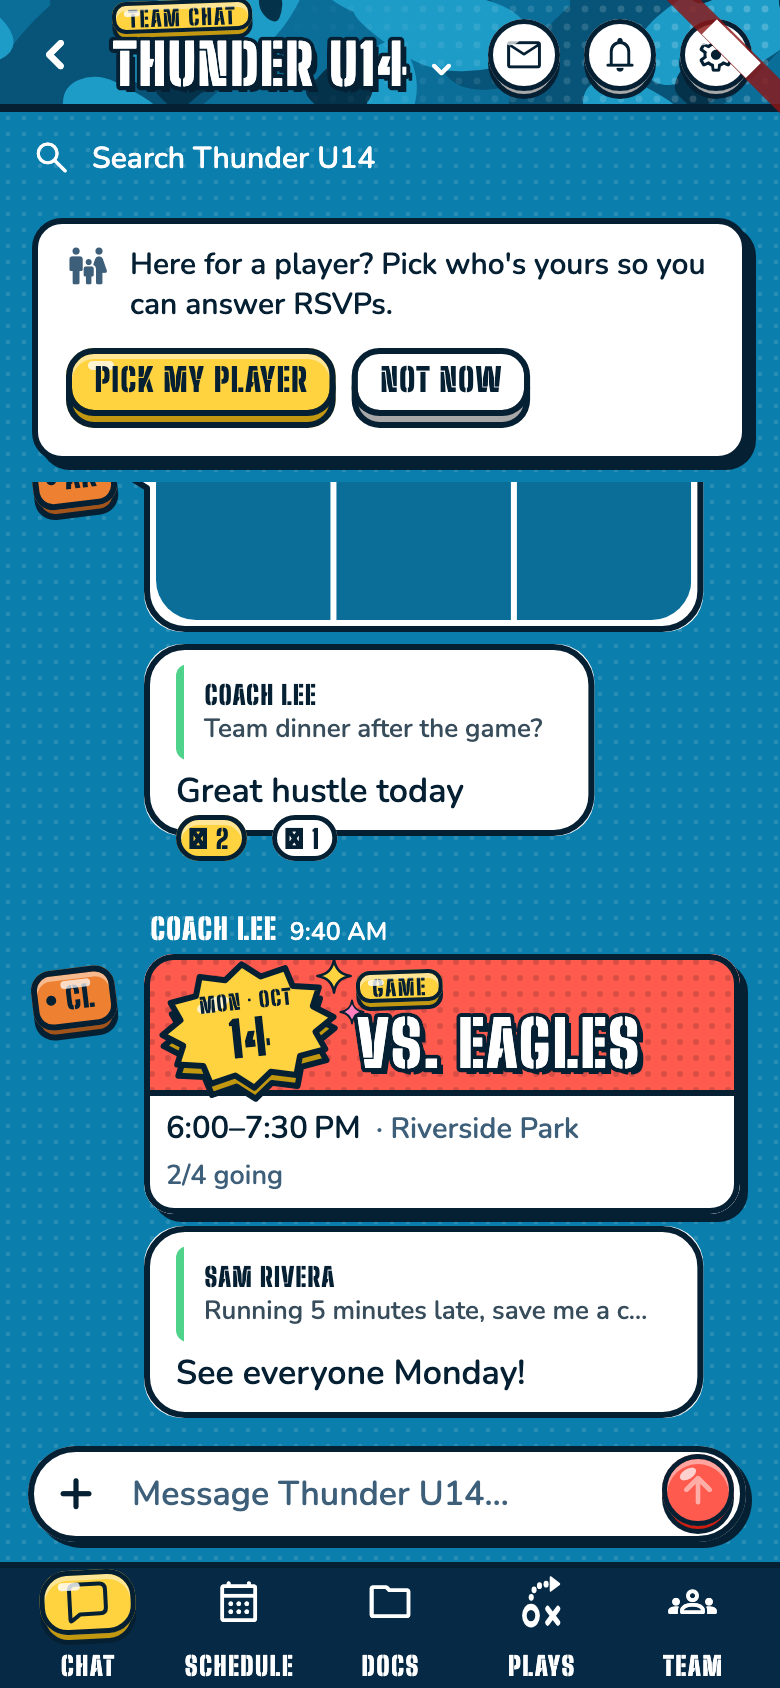 TEAM CHAT
THUNDER U14
Search Thunder U14
Here for a player? Pick who's yours so you
can answer RSVPs.
PICK MY PLAYER
NOT NOW
COACH LEE
Team dinner after the game?
Great hustle today
2
1
COACH LEE 9:40 AM
CL
MON · OCT
14
GAME
VS. EAGLES
6:00–7:30 PM · Riverside Park
2/4 going
SAM RIVERA
Running 5 minutes late, save me a c...
See everyone Monday!
Message Thunder U14...
CHAT
SCHEDULE
DOCS
PLAYS
TEAM